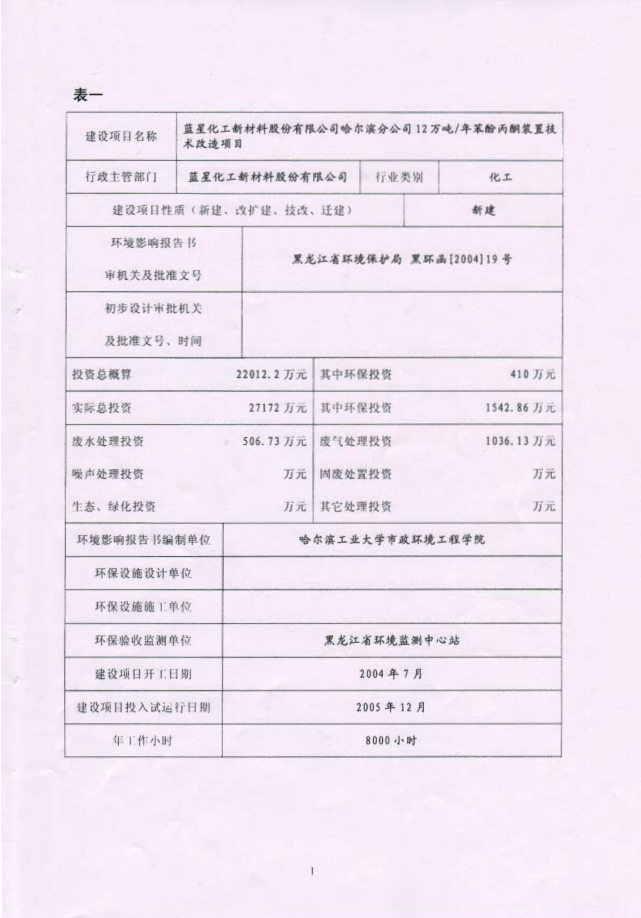 表一
建设项目名称
蓝星化工新材料股份有限公司哈尔滨分公司12万吨/年苯酚丙酮装置技
术改造项目
行政主管部门 蓝星化工新材料股份有限公司 行业类别 化工
建设项目性质（新建、改扩建、技改、迁建） 新建
环境影响报告书
审机关及批准文号
黑龙江省环境保护局 黑环函[2004]19号
初步设计审批机关
及批准文号、时间
投资总概算 22012.2万元 其中环保投资 410万元
实际总投资 27172万元 其中环保投资 1542.86万元
废水处理投资 506.73万元 废气处理投资 1036.13万元
噪声处理投资 万元 固废处置投资 万元
生态、绿化投资 万元 其它处理投资 万元
环境影响报告书编制单位 哈尔滨工业大学市政环境工程学院
环保设施设计单位
环保设施施工单位
环保验收监测单位 黑龙江省环境监测中心站
建设项目开工日期 2004年7月
建设项目投入试运行日期 2005年12月
年工作小时 8000小时
1